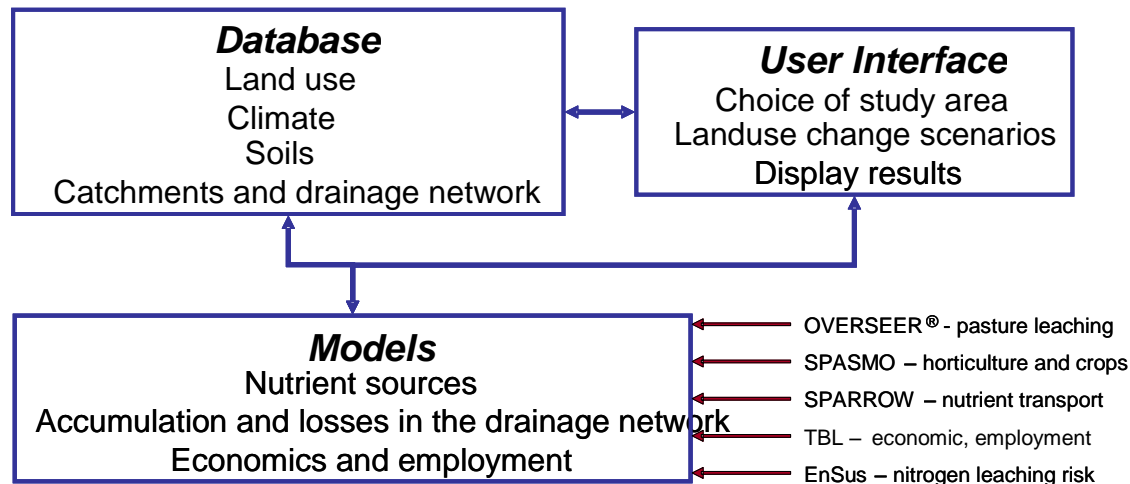 Database
Land use
Climate
Soils
Catchments and drainage network
User Interface
Choice of study area
Landuse change scenarios
Display results
Models
Nutrient sources
Accumulation and losses in the drainage network
Economics and employment
OVERSEER® - pasture leaching
SPASMO – horticulture and crops
SPARROW – nutrient transport
TBL – economic, employment
EnSus – nitrogen leaching risk